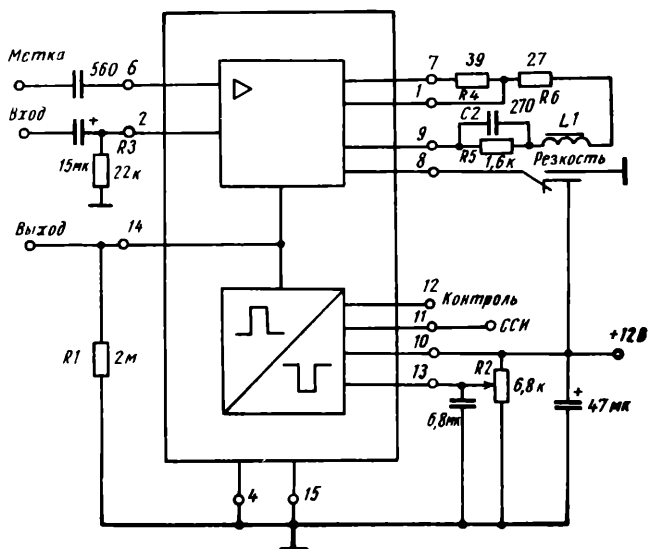 Метка
560
6
Вход
+
2
R3
15мк
22к
Выход
14
R1
2м
7
39
R4
27
R6
1
C2
270
9
R5
1,6к
L1
8
Резкость
12
Контроль
11
ССИ
10
+12В
13
R2
6,8к
6,8мк
+
47мк
4
15